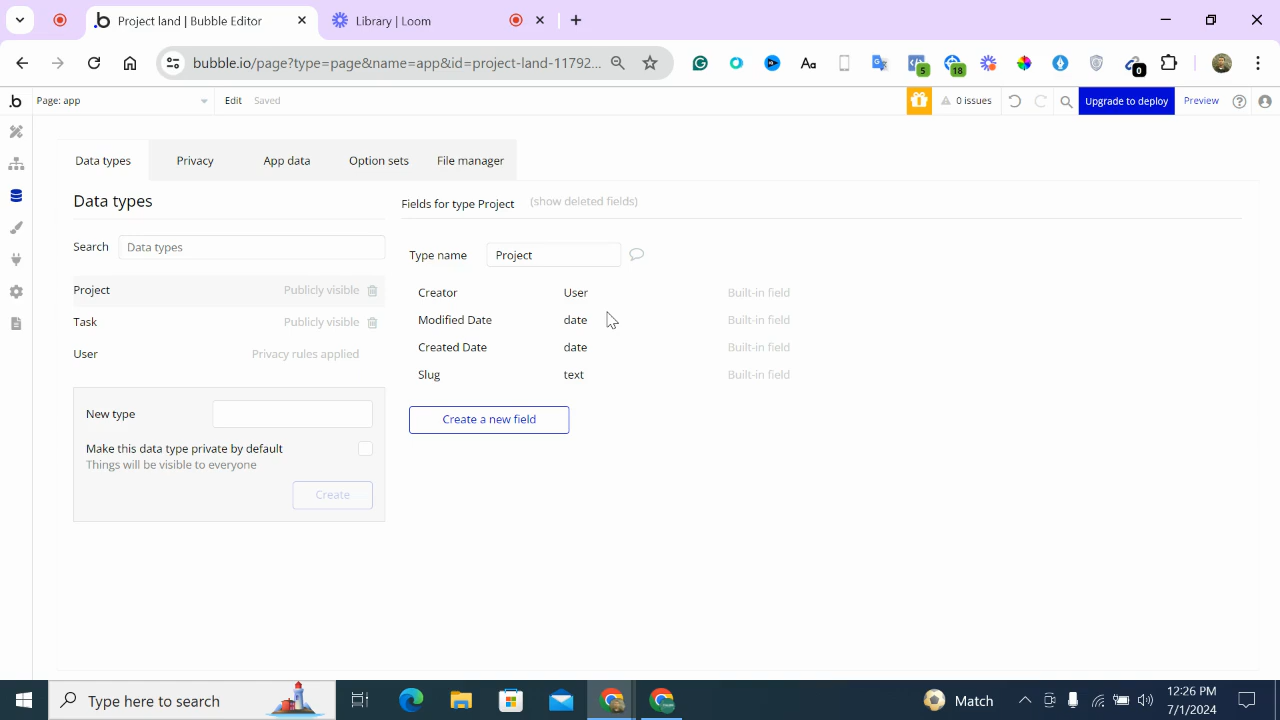 Project land | Bubble Editor
Library | Loom
bubble.io/page?type=page&name=app&id=project-land-11792...
Aa
5
18
0
b
Page: app
Edit
Saved
0 issues
Upgrade to deploy
Preview
Data types
Privacy
App data
Option sets
File manager
Data types
Fields for type Project
(show deleted fields)
Search
Data types
Type name
Project
Project
Publicly visible
Creator
User
Built-in field
Task
Publicly visible
Modified Date
date
Built-in field
User
Privacy rules applied
Created Date
date
Built-in field
Slug
text
Built-in field
New type
Create a new field
Make this data type private by default
Things will be visible to everyone
Create
Type here to search
Match
12:26 PM
7/1/2024